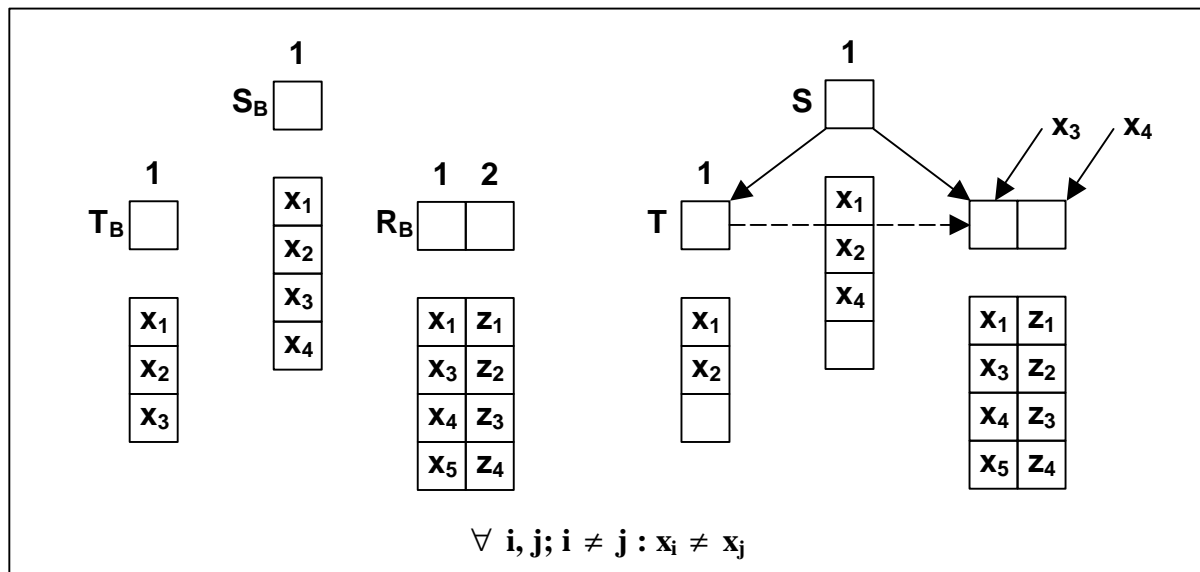 1
S_B
x_1
x_2
x_3
x_4
1
T_B
x_1
x_2
x_3
1 2
R_B
x_1 z_1
x_3 z_2
x_4 z_3
x_5 z_4
1
S
x_1
x_2
x_4
1
T
x_1
x_2
x_3
x_4
x_1 z_1
x_3 z_2
x_4 z_3
x_5 z_4
∀ i, j; i ≠ j : x_i ≠ x_j